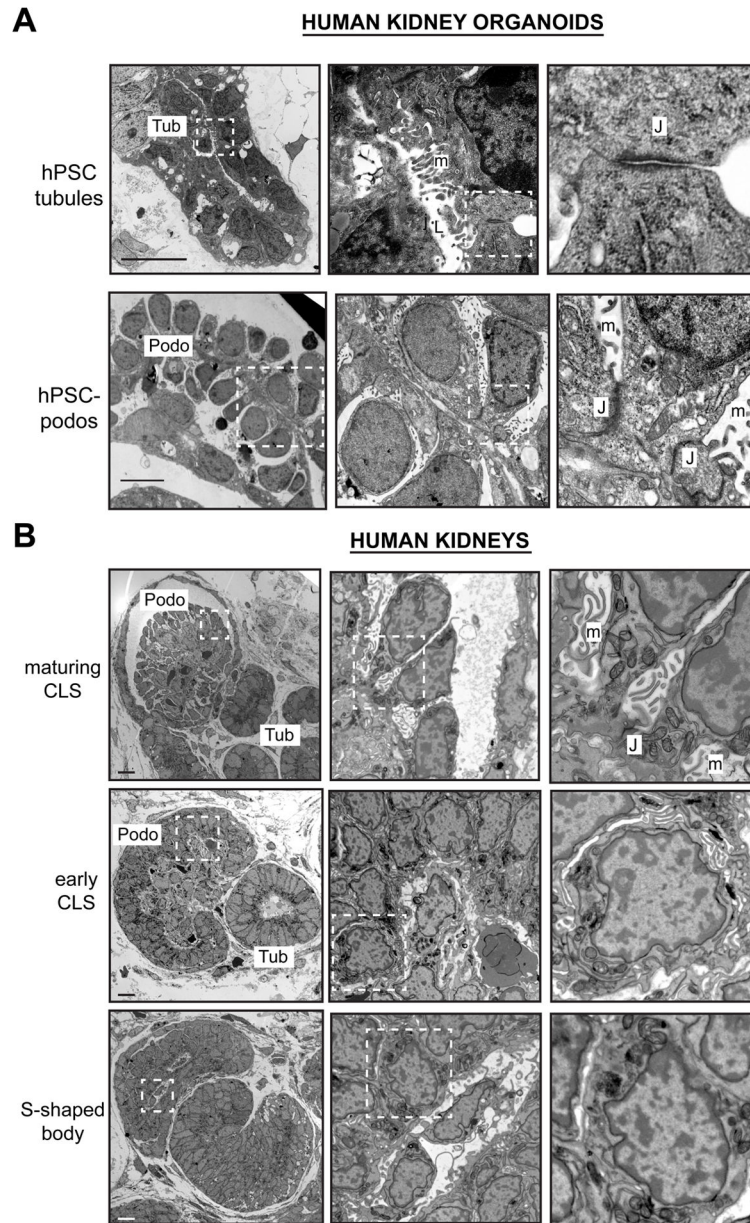 A
HUMAN KIDNEY ORGANOIDS
hPSC
tubules
Tub
m
L
J
hPSC-
podos
Podo
m
J
m
J
B
HUMAN KIDNEYS
maturing
CLS
Podo
Tub
m
J
m
early
CLS
Podo
Tub
S-shaped
body